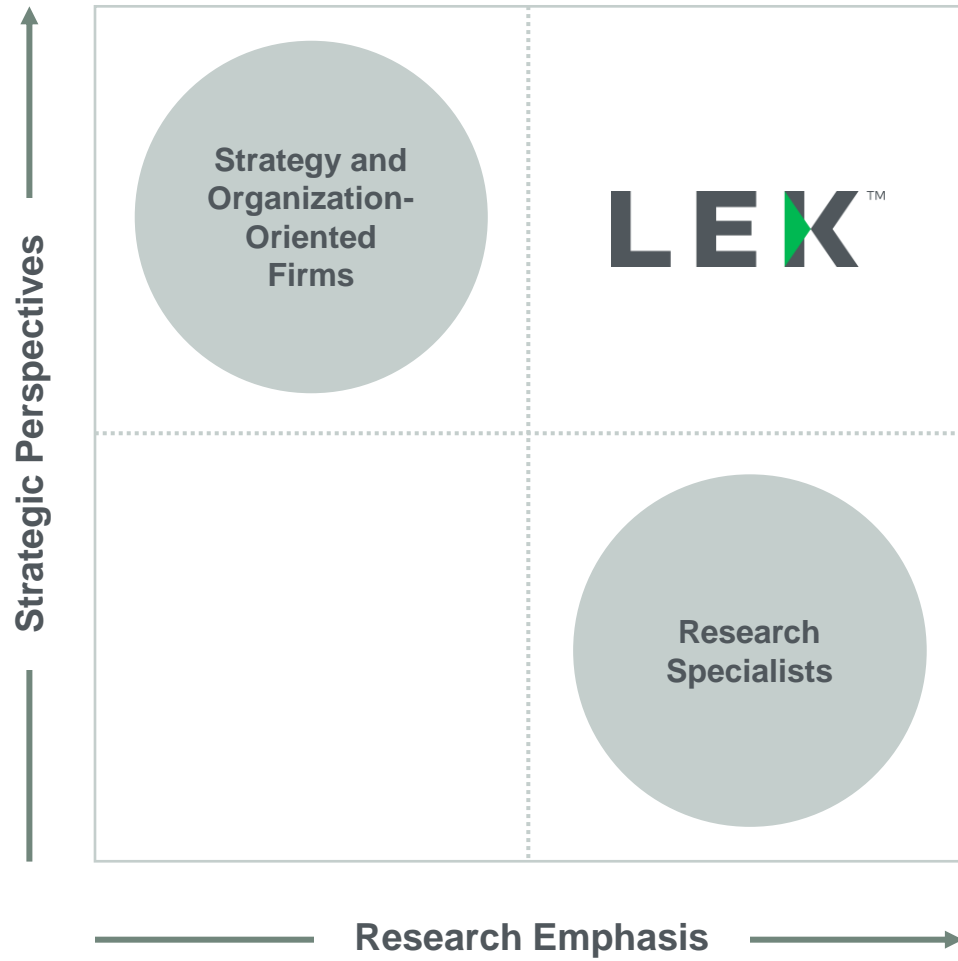 Strategy and
Organization-
Oriented
Firms
LEK™
Strategic Perspectives
Research
Specialists
Research Emphasis